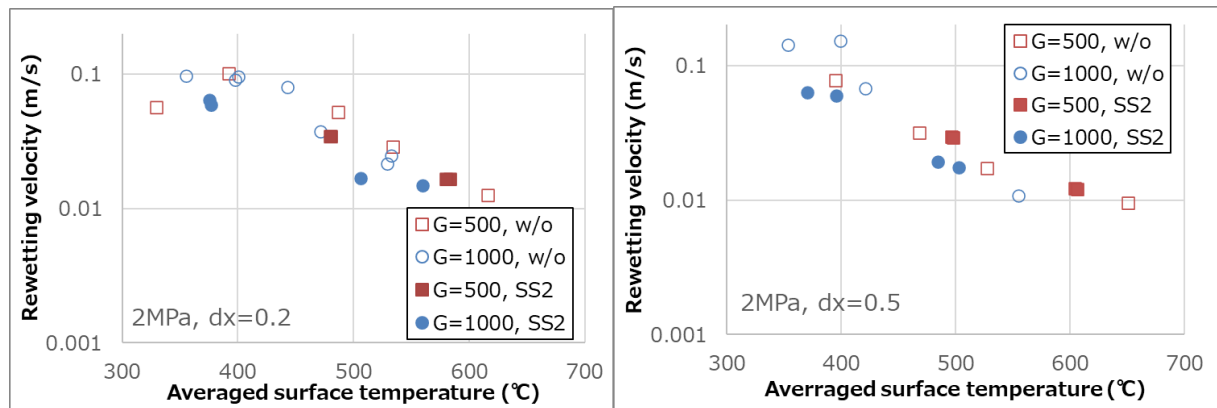 Rewetting velocity (m/s)
0.1
0.01
0.001
G=500, w/o
G=1000, w/o
G=500, SS2
G=1000, SS2
2MPa, dx=0.2
300 400 500 600 700
Averaged surface temperature (℃)
Rewetting velocity (m/s)
0.1
0.01
0.001
G=500, w/o
G=1000, w/o
G=500, SS2
G=1000, SS2
2MPa, dx=0.5
300 400 500 600 700
Averraged surface temperature (℃)